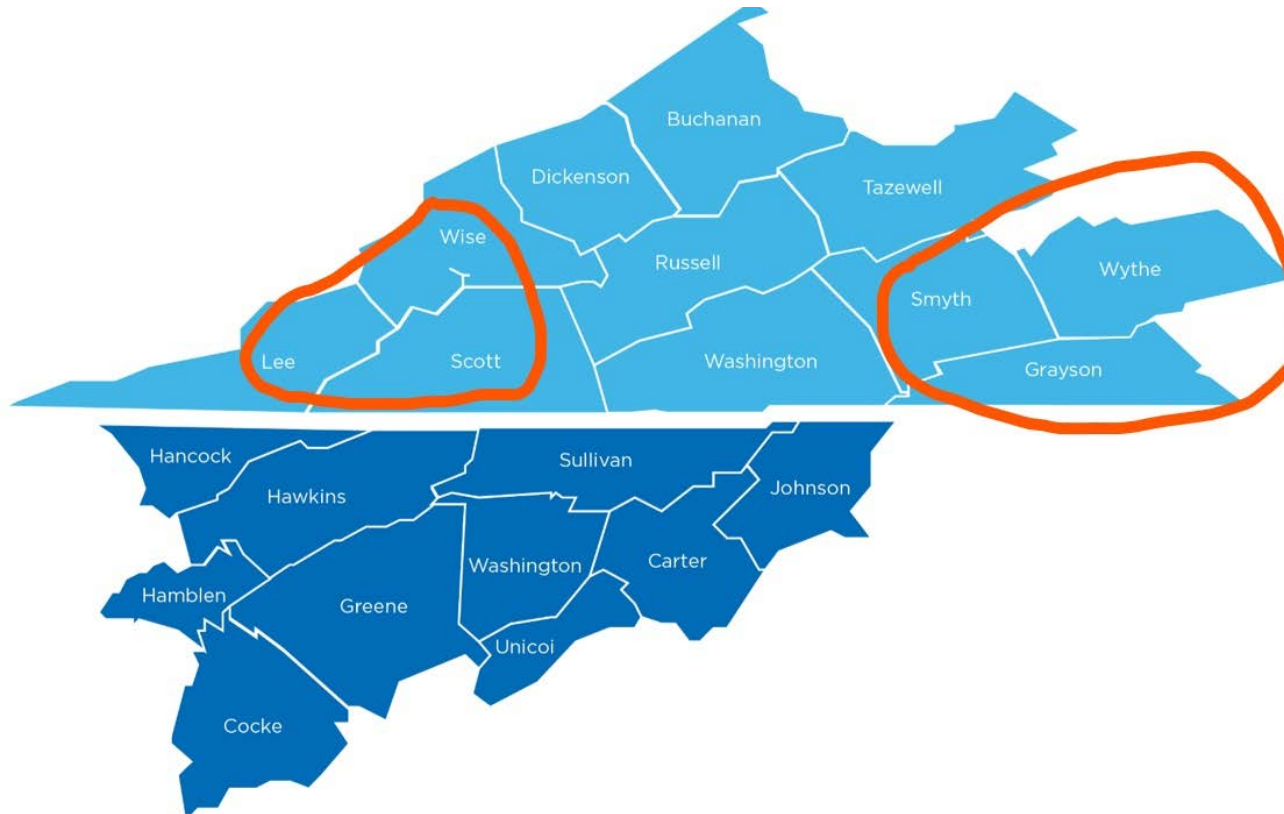 Buchanan
Dickenson
Tazewell
Wise
Russell
Wythe
Smyth
Lee
Scott
Washington
Grayson
Hancock
Sullivan
Hawkins
Johnson
Washington
Carter
Hamblen
Greene
Unicoi
Cocke